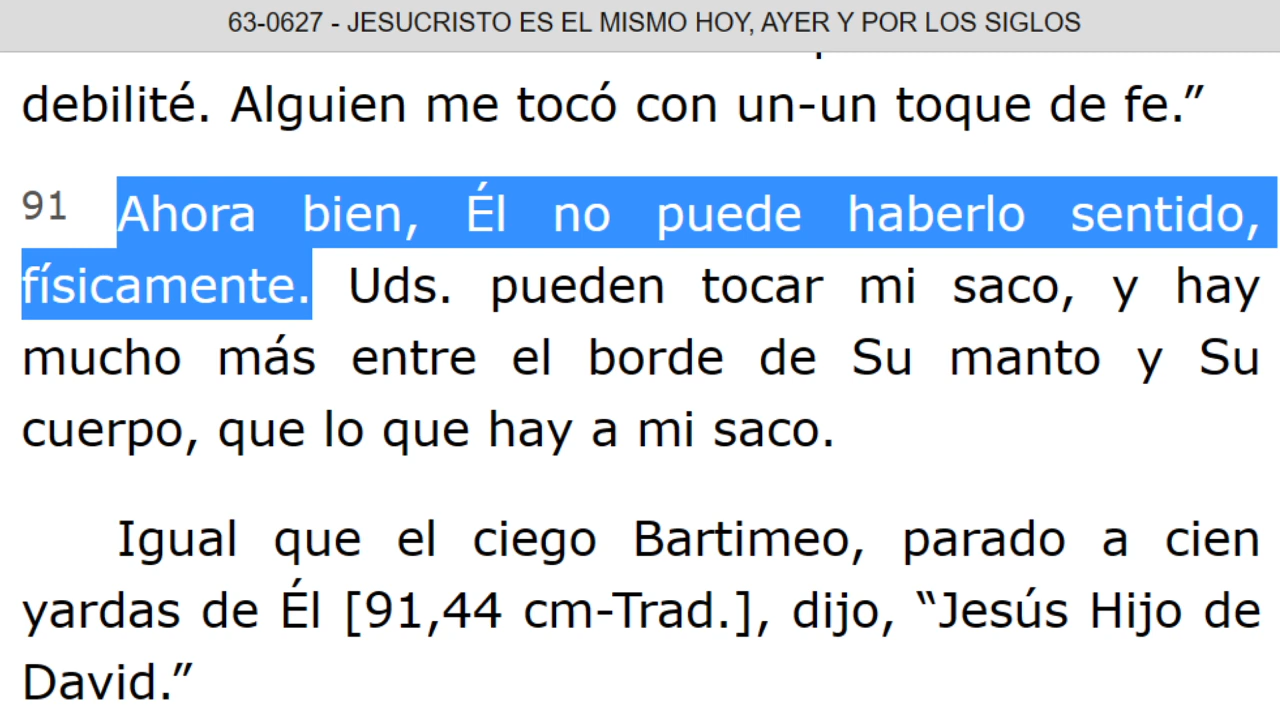 63-0627 - JESUCRISTO ES EL MISMO HOY, AYER Y POR LOS SIGLOS
debilité. Alguien me tocó con un-un toque de fe.”
91 Ahora bien, Él no puede haberlo sentido,
físicamente. Uds. pueden tocar mi saco, y hay
mucho más entre el borde de Su manto y Su
cuerpo, que lo que hay a mi saco.
Igual que el ciego Bartimeo, parado a cien
yardas de Él [91,44 cm-Trad.], dijo, “Jesús Hijo de
David.”